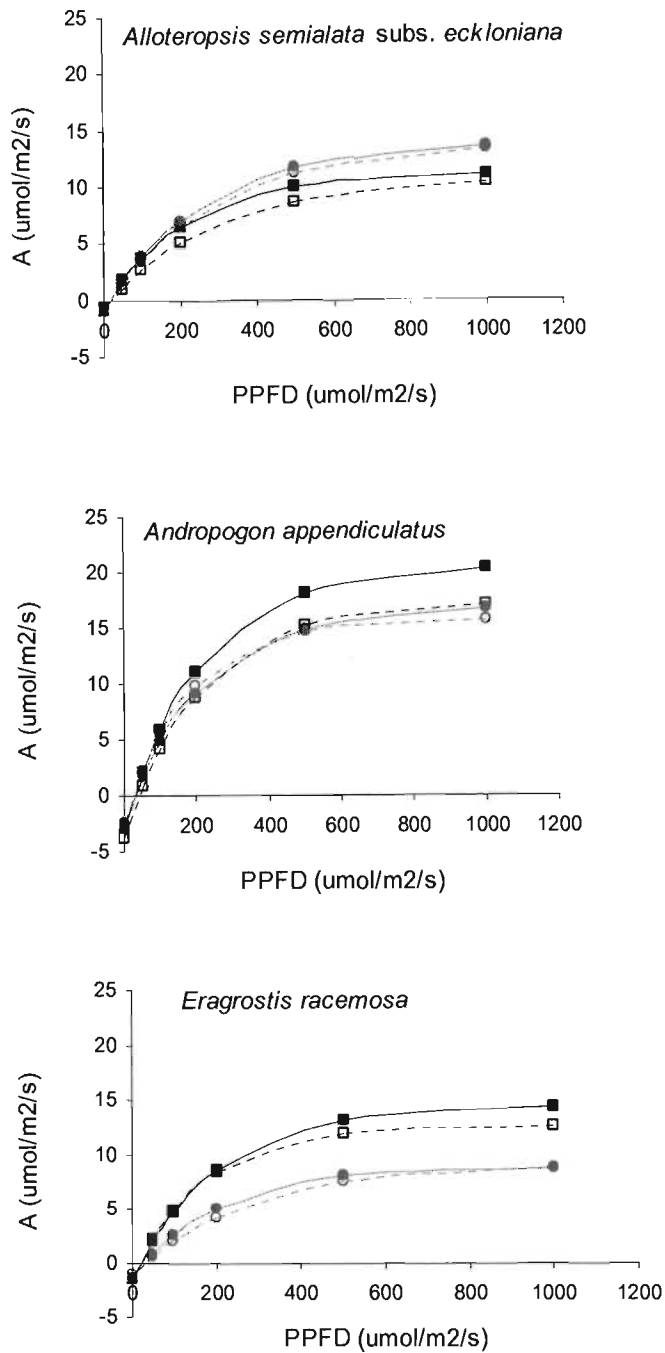 Alloteropsis semialata subs. eckloniana
25
20
15
10
5
0
-5
A (umol/m2/s)
0 200 400 600 800 1000 1200
PPFD (umol/m2/s)
Andropogon appendiculatus
25
20
15
10
5
0
-5
A (umol/m2/s)
0 200 400 600 800 1000 1200
PPFD (umol/m2/s)
Eragrostis racemosa
25
20
15
10
5
0
-5
A (umol/m2/s)
0 200 400 600 800 1000 1200
PPFD (umol/m2/s)